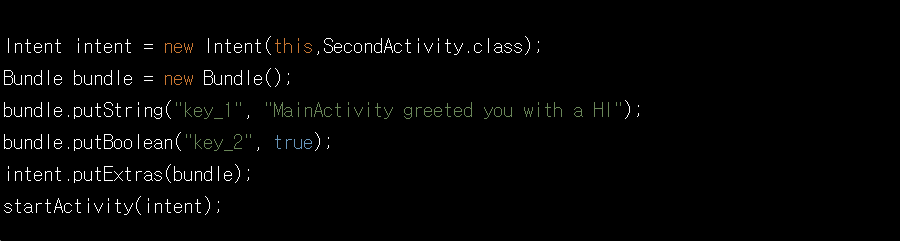 Intent intent = new Intent(this,SecondActivity.class);
Bundle bundle = new Bundle();
bundle.putString("key_1", "MainActivity greeted you with a HI");
bundle.putBoolean("key_2", true);
intent.putExtras(bundle);
startActivity(intent);